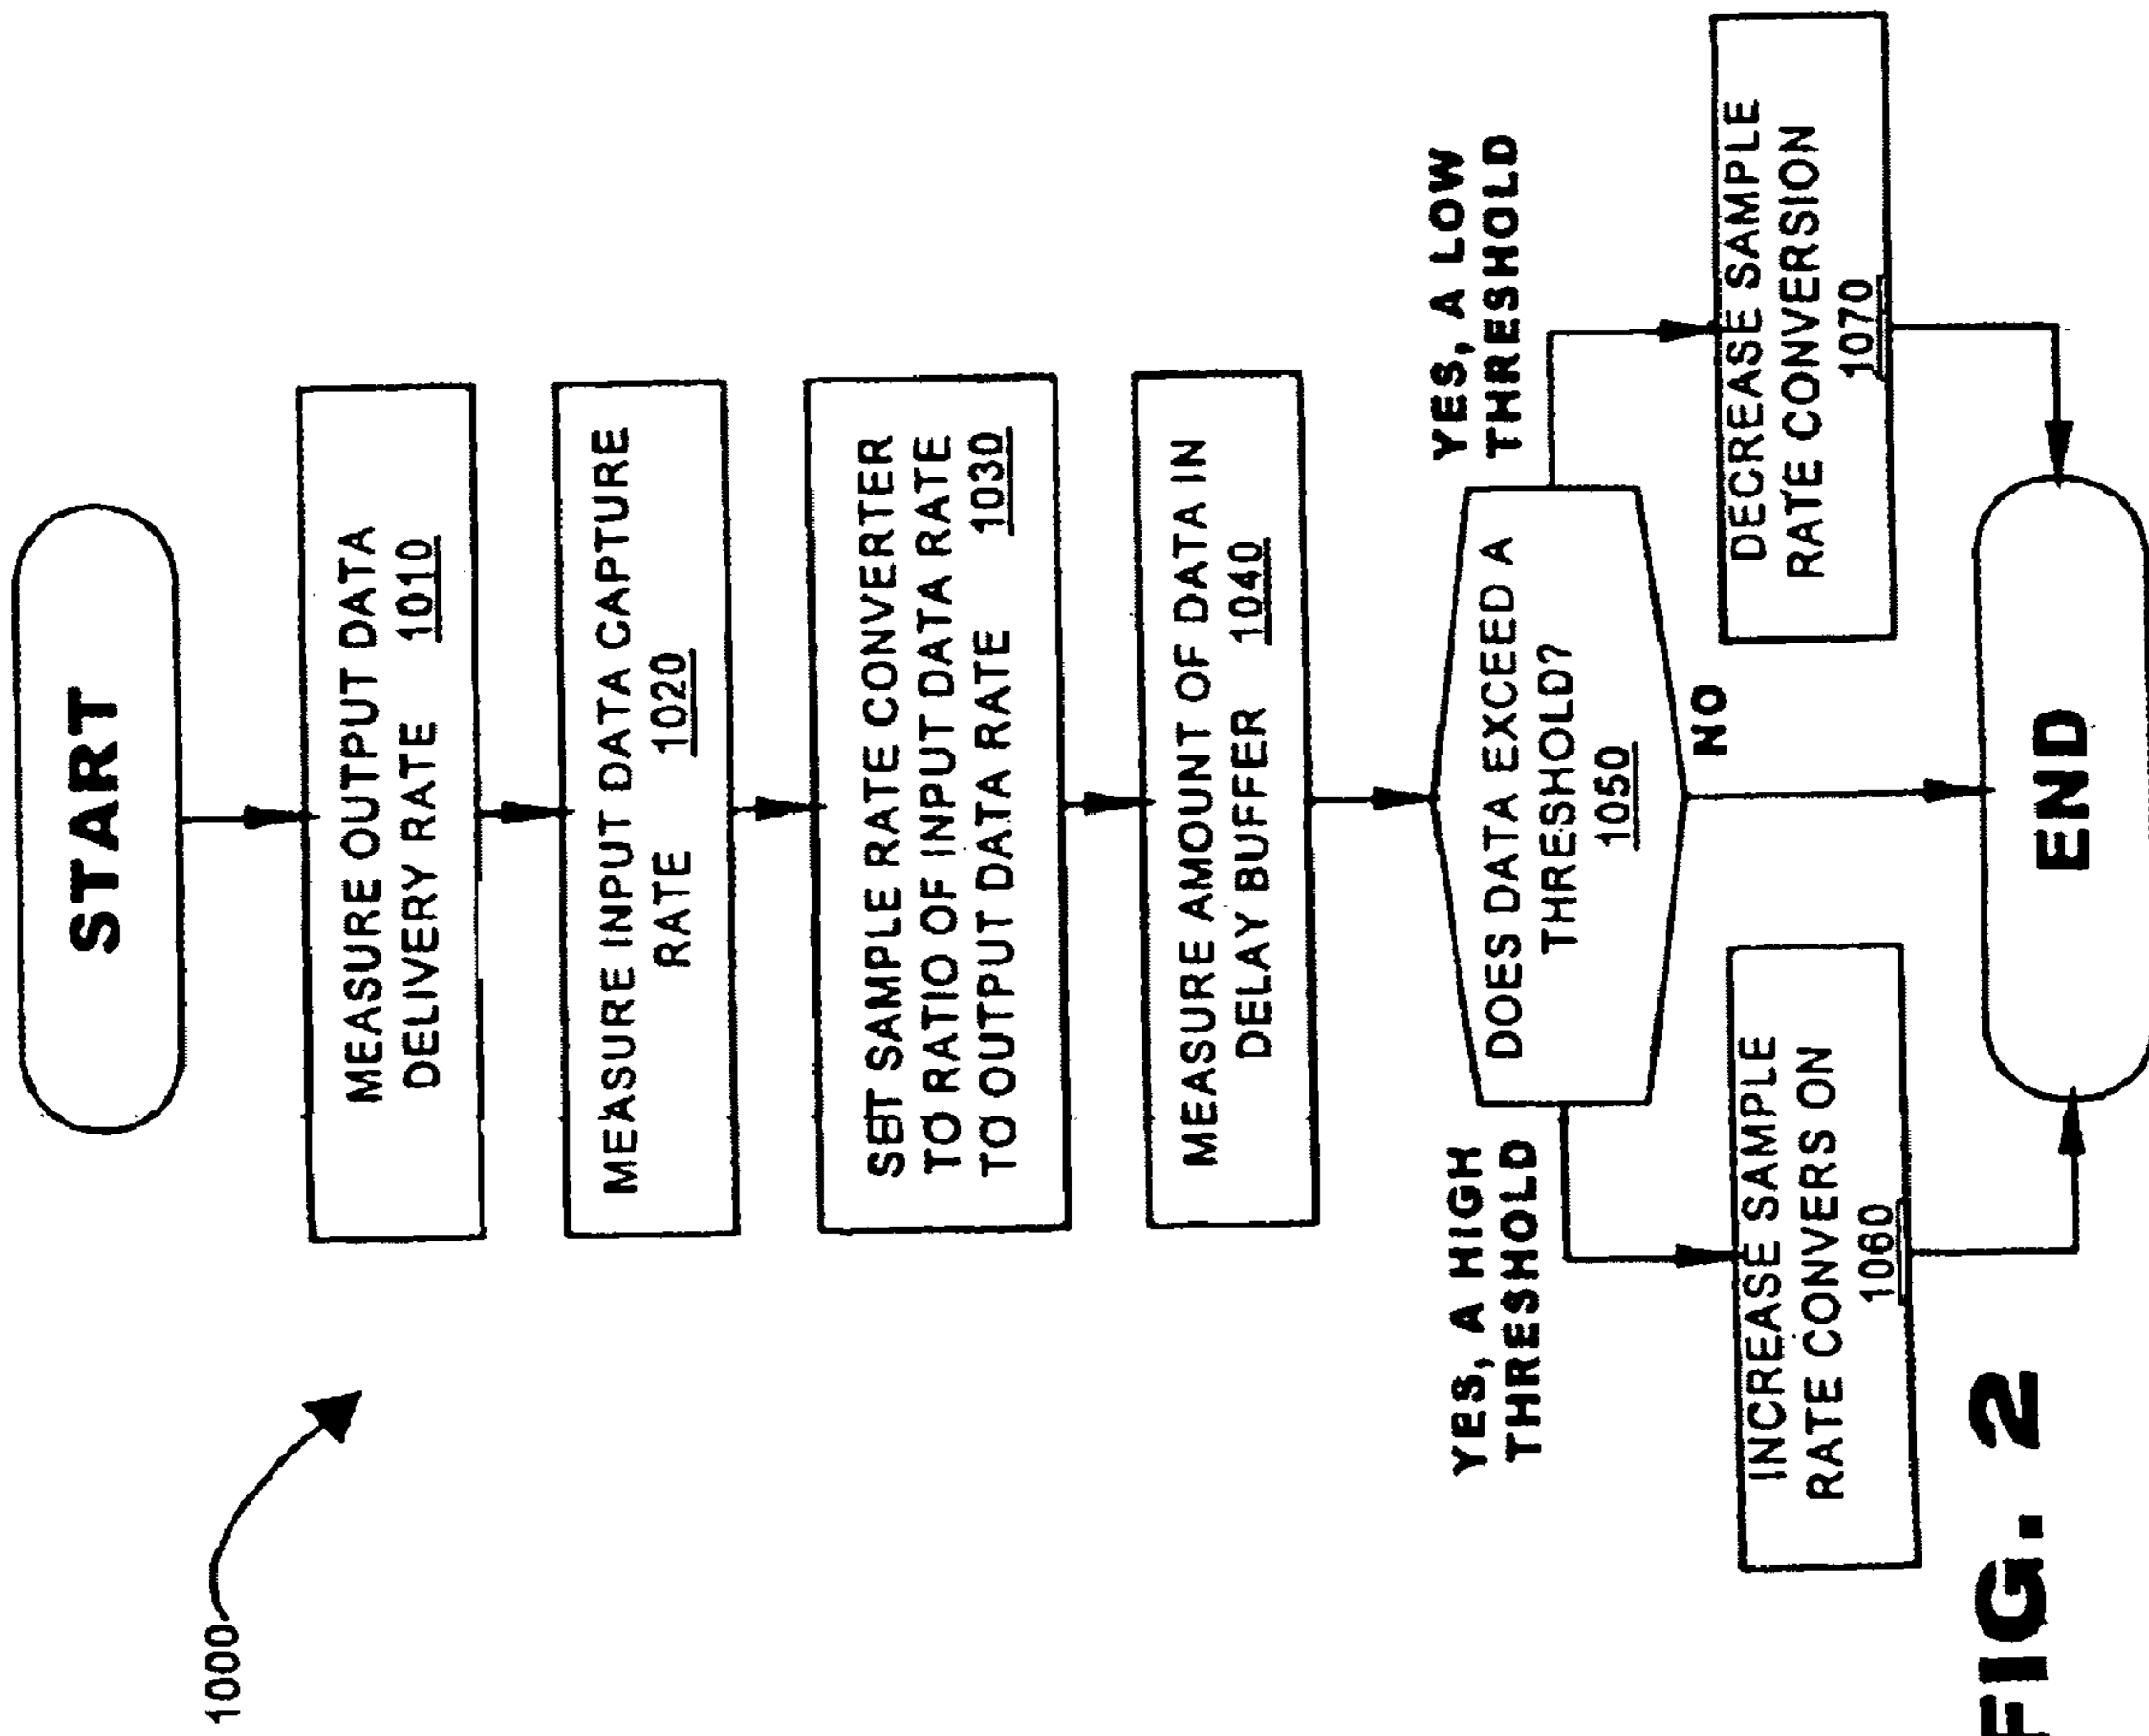 1000
START
MEASURE OUTPUT DATA
DELIVERY RATE 1010
MEASURE INPUT DATA CAPTURE
RATE 1020
SET SAMPLE RATE CONVERTER
TO RATIO OF INPUT DATA RATE
TO OUTPUT DATA RATE 1030
MEASURE AMOUNT OF DATA IN
DELAY BUFFER 1040
DOES DATA EXCEED A
THRESHOLD?
1050
YES, A HIGH
THRESHOLD
YES, A LOW
THRESHOLD
NO
INCREASE SAMPLE
RATE CONVERS ON
1060
DECREASE SAMPLE
RATE CONVERSION
1070
END
FIG. 2